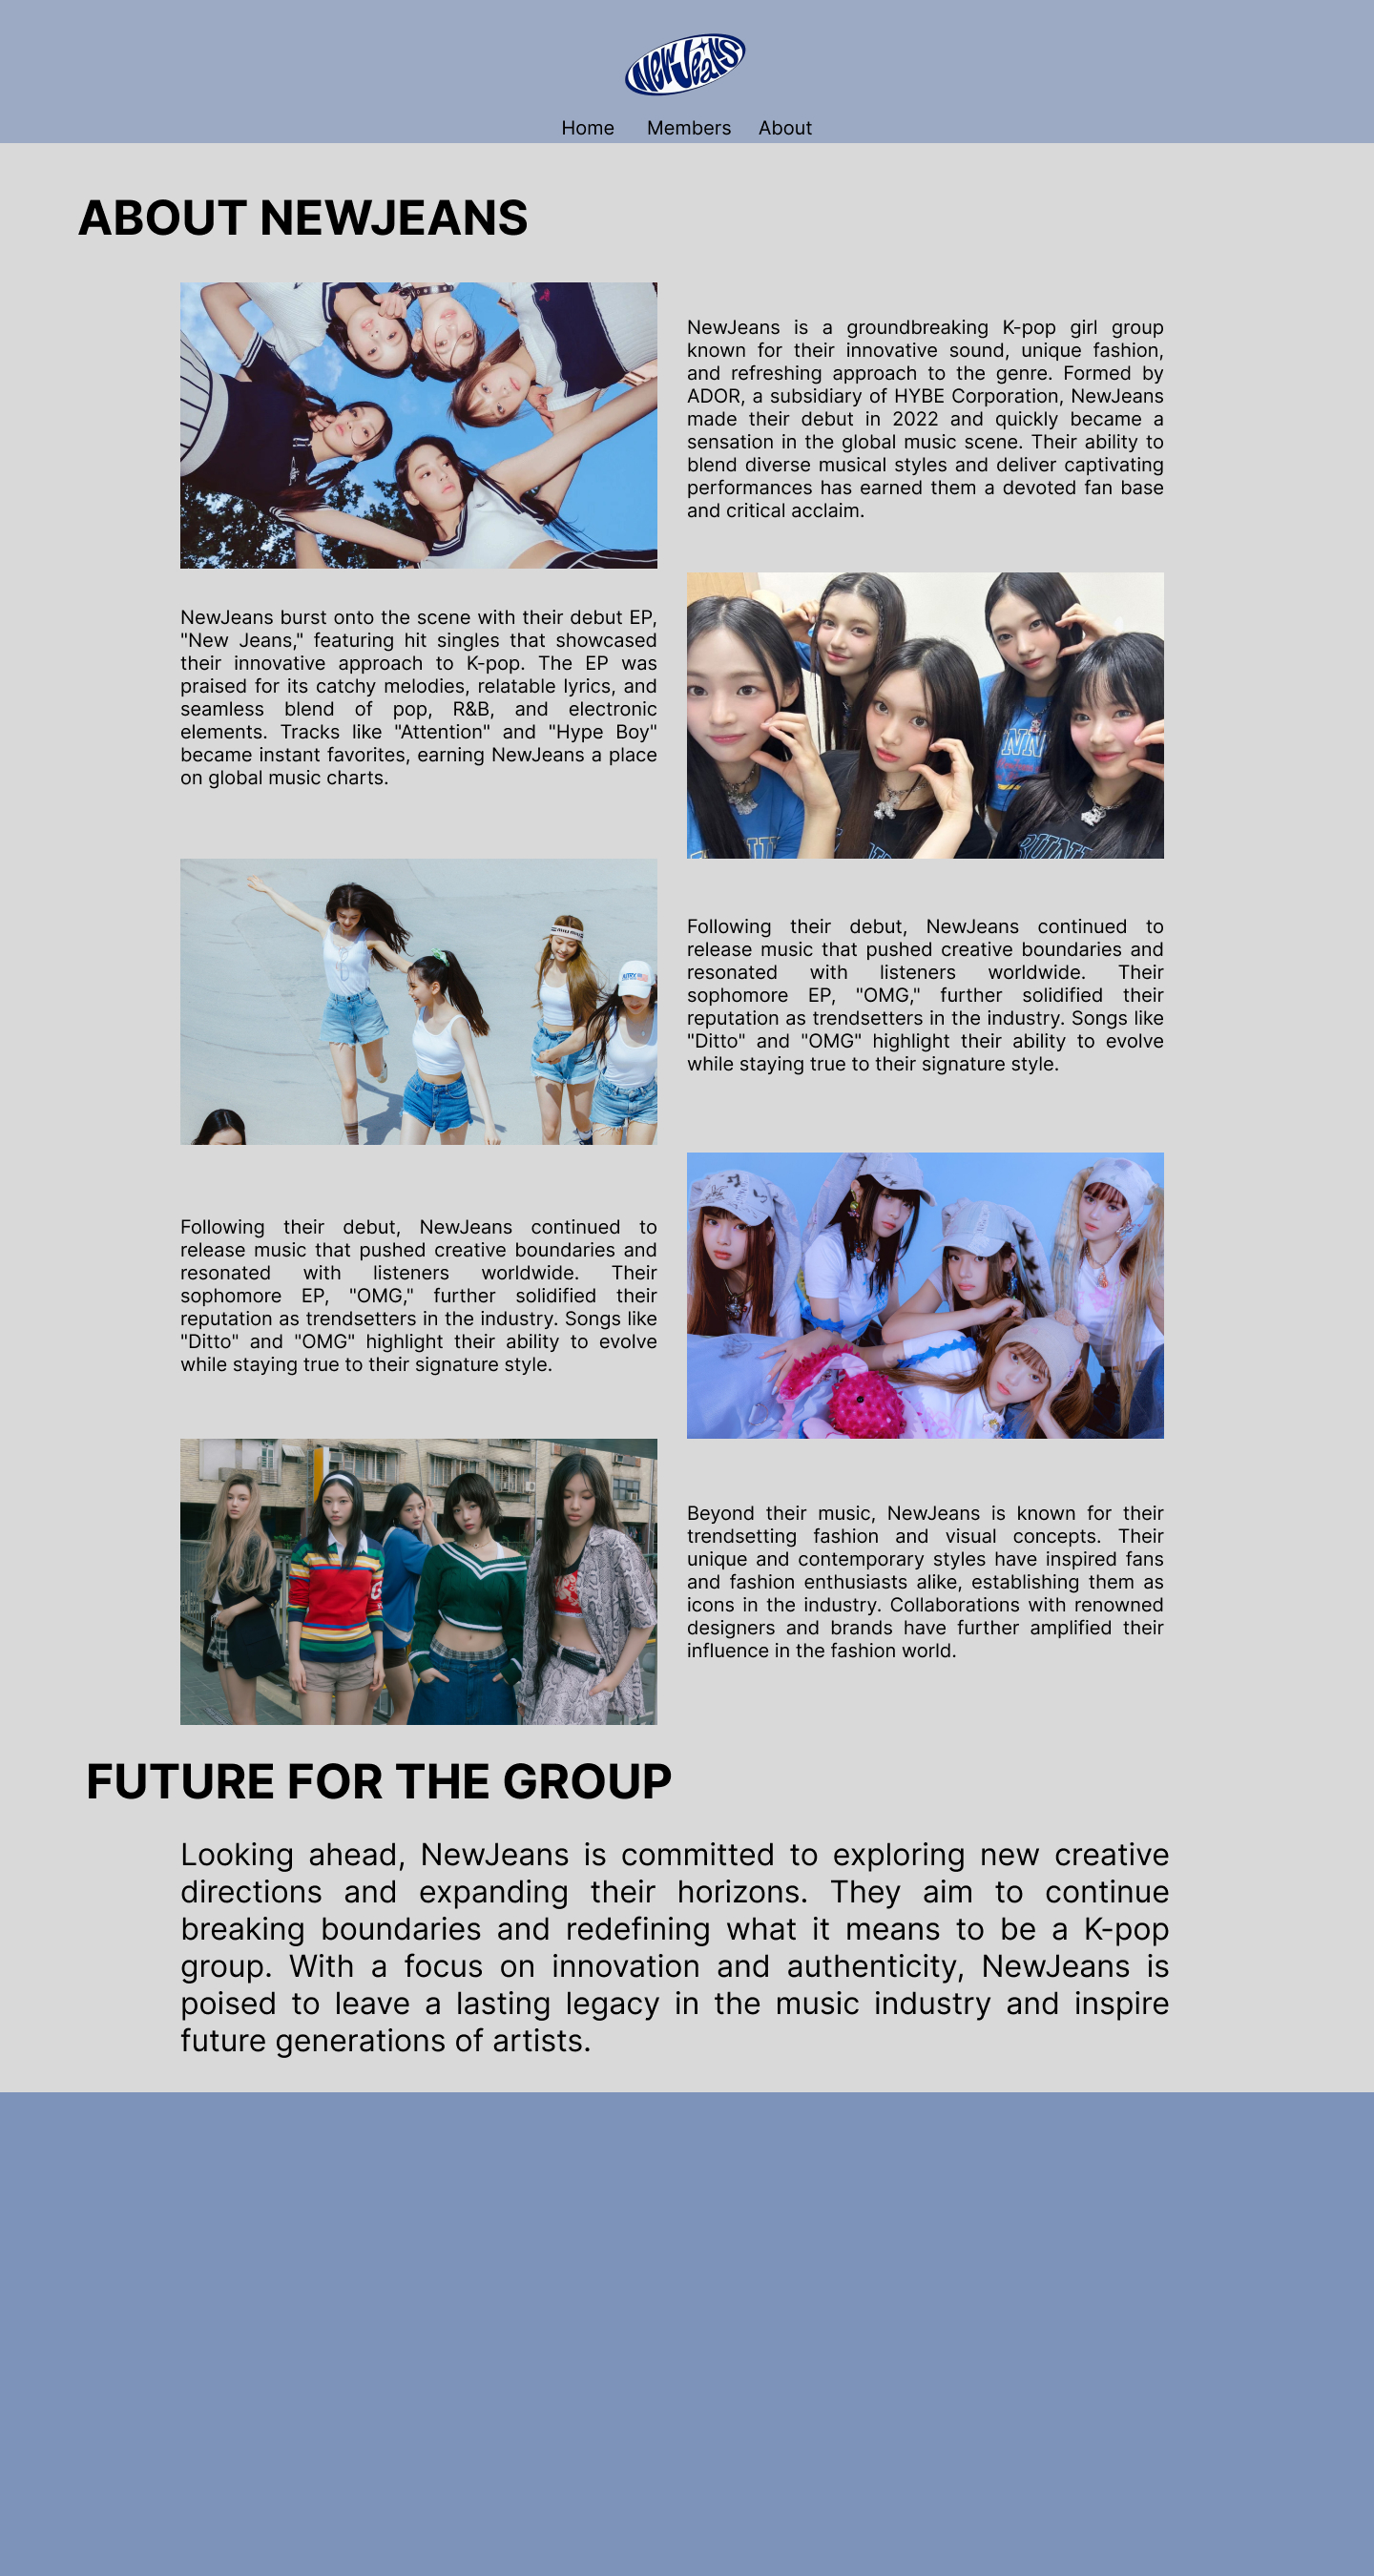 NewJeans
Home Members About
ABOUT NEWJEANS
NewJeans is a groundbreaking K-pop girl group
known for their innovative sound, unique fashion,
and refreshing approach to the genre. Formed by
ADOR, a subsidiary of HYBE Corporation, NewJeans
made their debut in 2022 and quickly became a
sensation in the global music scene. Their ability to
blend diverse musical styles and deliver captivating
performances has earned them a devoted fan base
and critical acclaim.
NewJeans burst onto the scene with their debut EP,
"New Jeans," featuring hit singles that showcased
their innovative approach to K-pop. The EP was
praised for its catchy melodies, relatable lyrics, and
seamless blend of pop, R&B, and electronic
elements. Tracks like "Attention" and "Hype Boy"
became instant favorites, earning NewJeans a place
on global music charts.
Following their debut, NewJeans continued to
release music that pushed creative boundaries and
resonated with listeners worldwide. Their
sophomore EP, "OMG," further solidified their
reputation as trendsetters in the industry. Songs like
"Ditto" and "OMG" highlight their ability to evolve
while staying true to their signature style.
Following their debut, NewJeans continued to
release music that pushed creative boundaries and
resonated with listeners worldwide. Their
sophomore EP, "OMG," further solidified their
reputation as trendsetters in the industry. Songs like
"Ditto" and "OMG" highlight their ability to evolve
while staying true to their signature style.
Beyond their music, NewJeans is known for their
trendsetting fashion and visual concepts. Their
unique and contemporary styles have inspired fans
and fashion enthusiasts alike, establishing them as
icons in the industry. Collaborations with renowned
designers and brands have further amplified their
influence in the fashion world.
FUTURE FOR THE GROUP
Looking ahead, NewJeans is committed to exploring new creative
directions and expanding their horizons. They aim to continue
breaking boundaries and redefining what it means to be a K-pop
group. With a focus on innovation and authenticity, NewJeans is
poised to leave a lasting legacy in the music industry and inspire
future generations of artists.